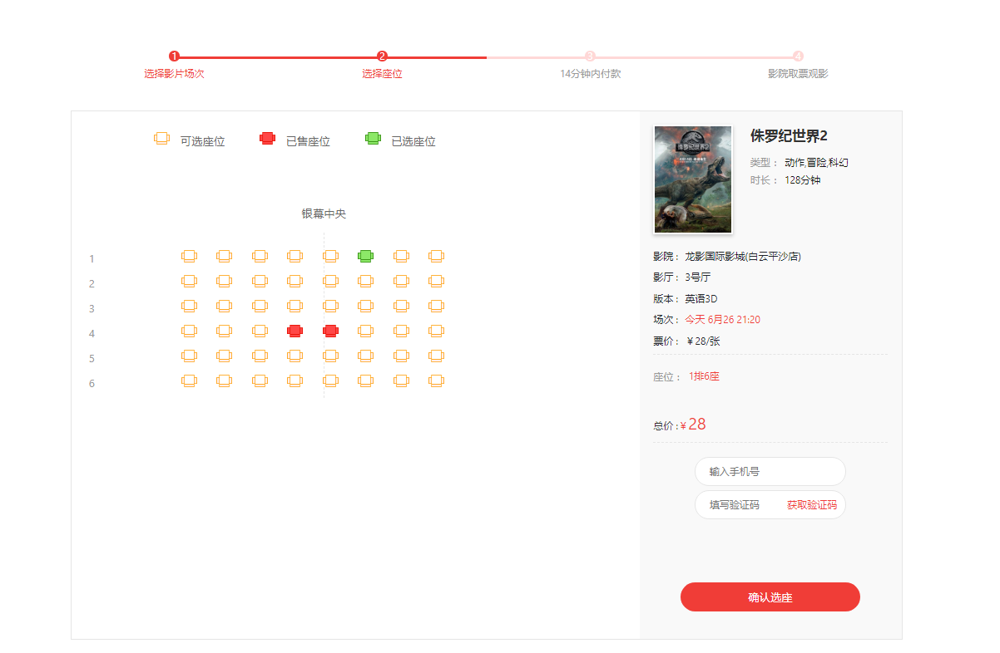 1
2
3
4
选择影片场次
选择座位
14分钟内付款
影院取票观影
可选座位
已售座位
已选座位
银幕中央
1
2
3
4
5
6
侏罗纪世界2
侏罗纪世界2
类型： 动作,冒险,科幻
时长： 128分钟
影院： 龙影国际影城(白云平沙店)
影厅： 3号厅
版本： 英语3D
场次： 今天 6月26 21:20
票价： ￥28/张
座位： 1排6座
总价 : ¥ 28
输入手机号
填写验证码
获取验证码
确认选座